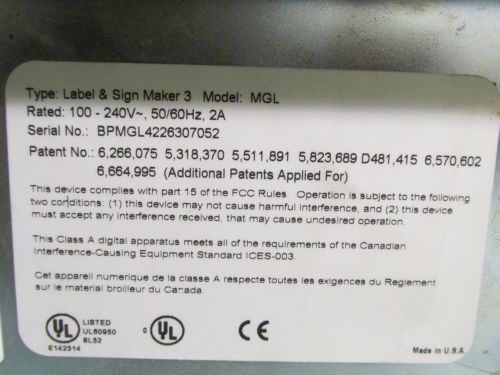 Type: Label & Sign Maker 3 Model: MGL
Rated: 100 - 240V~, 50/60Hz, 2A
Serial No.: BPMGL4226307052
Patent No.: 6,266,075 5,318,370 5,511,891 5,823,689 D481,415 6,570,602
6,664,995 (Additional Patents Applied For)
This device complies with part 15 of the FCC Rules. Operation is subject to the following
two conditions: (1) this device may not cause harmful interference, and (2) this device
must accept any interference received, that may cause undesired operation.
This Class A digital apparatus meets all of the requirements of the Canadian
Interference-Causing Equipment Standard ICES-003.
Cet appareil numerique de la classe A respecte toutes les exigences du Reglement
sur le material broilleur du Canada.
UL LISTED
UL60950
8L52
E142314
c UL
CE
Made in U.S.A